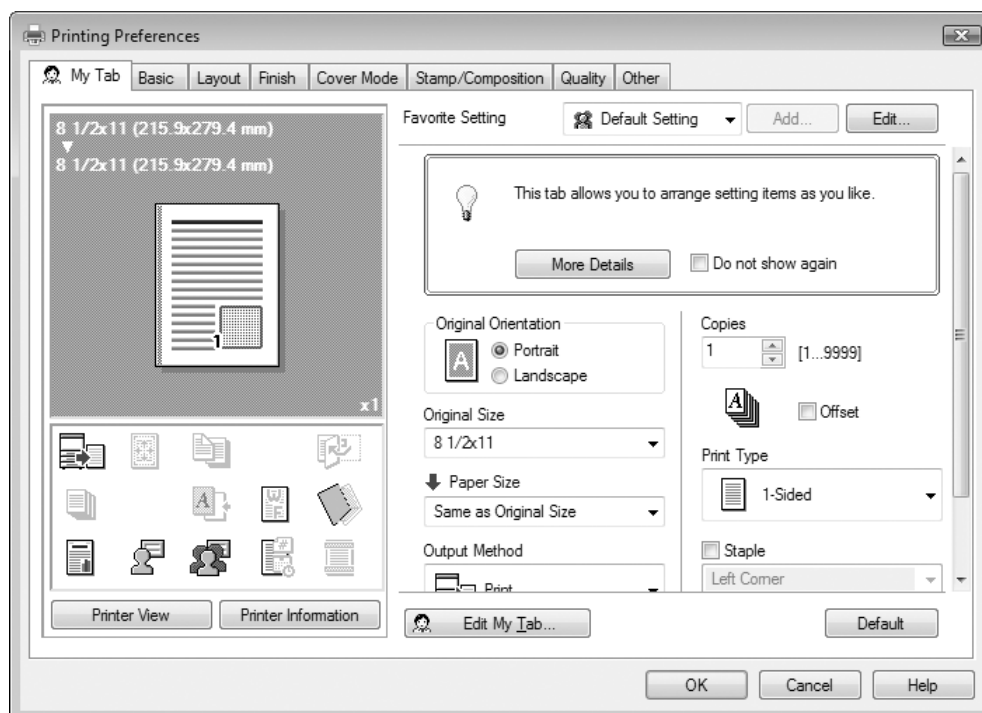 Printing Preferences
My Tab Basic Layout Finish Cover Mode Stamp/Composition Quality Other
8 1/2x11 (215.9x279.4 mm)
8 1/2x11 (215.9x279.4 mm)
1
x1
Favorite Setting Default Setting Add... Edit...
This tab allows you to arrange setting items as you like.
More Details Do not show again
Original Orientation
A Portrait
Landscape
Copies
1 [1...9999]
A Offset
Original Size
8 1/2x11
Paper Size
Same as Original Size
Print Type
1-Sided
Output Method
Print
Staple
Left Corner
Printer View Printer Information
Edit My Tab... Default
OK Cancel Help